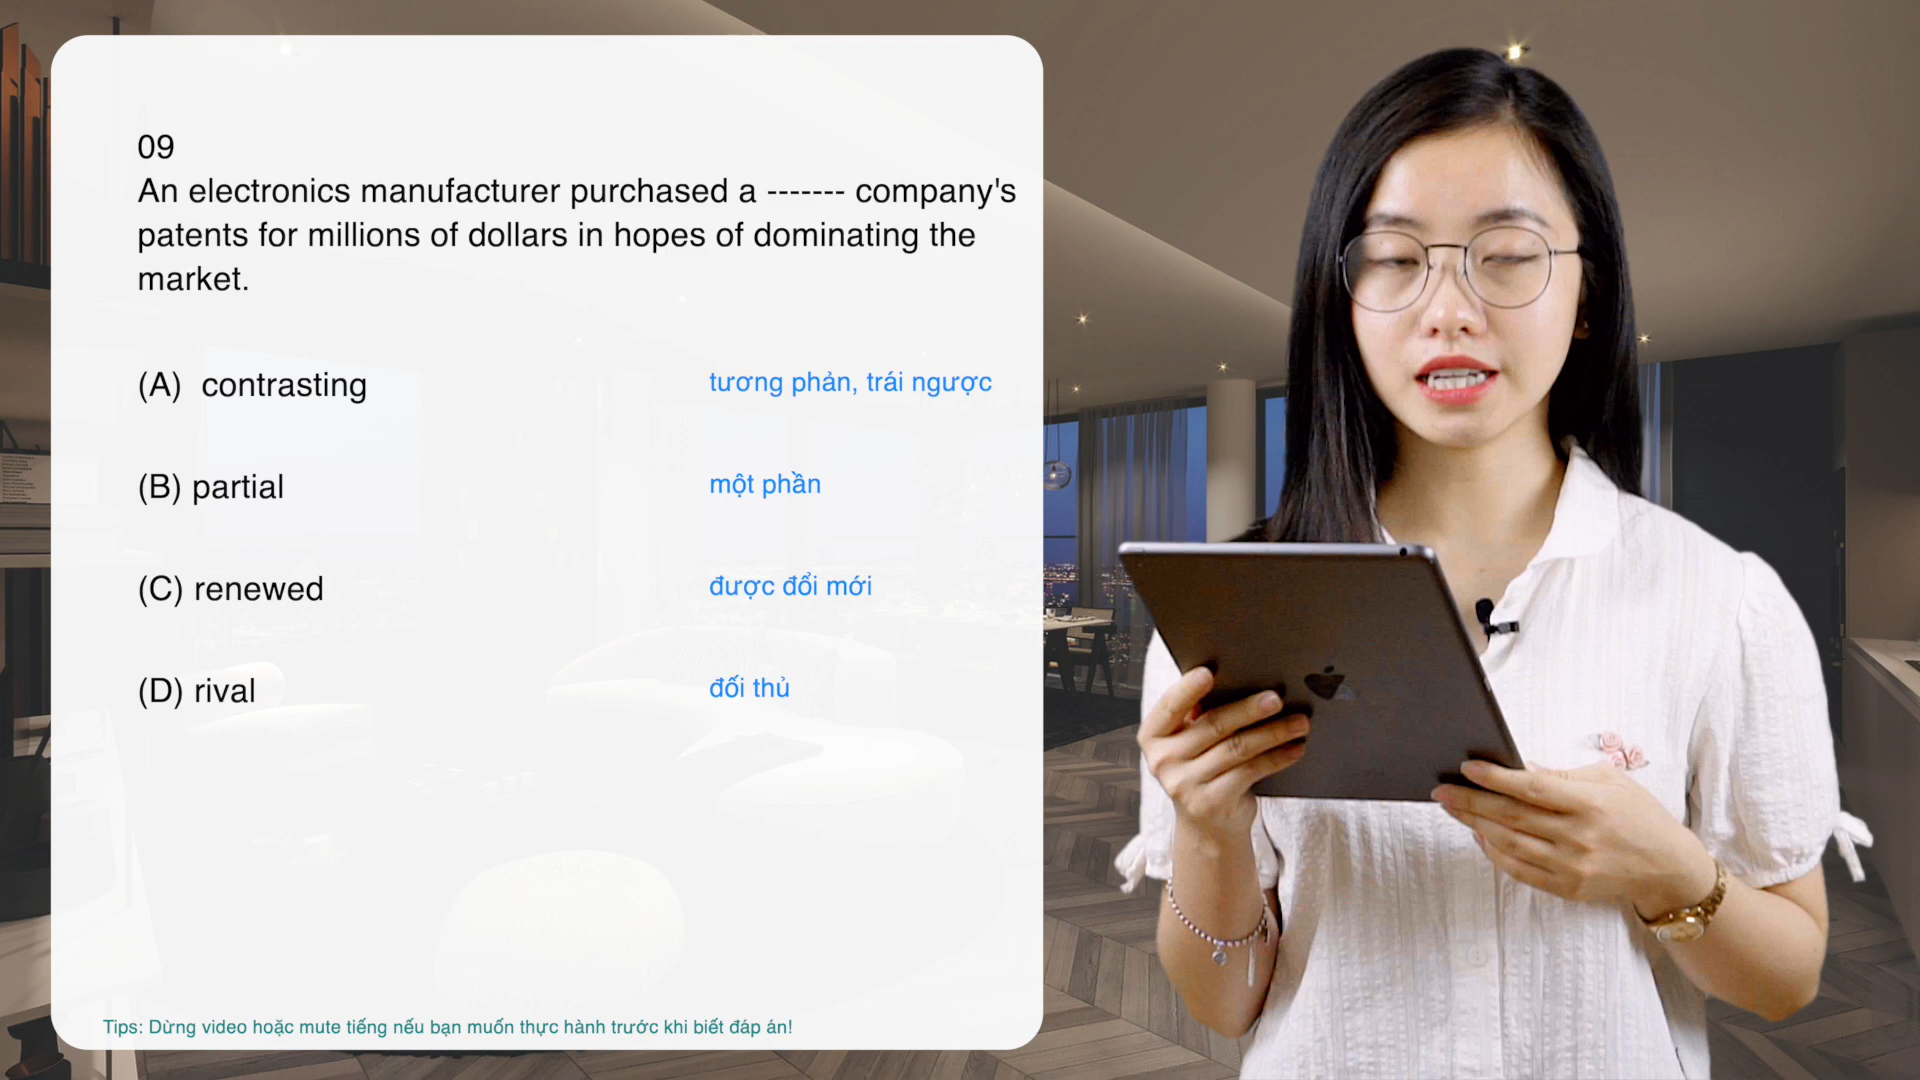 09
An electronics manufacturer purchased a ------- company's
patents for millions of dollars in hopes of dominating the
market.
(A) contrasting
tương phản, trái ngược
(B) partial
một phần
(C) renewed
được đổi mới
(D) rival
đối thủ
Tips: Dừng video hoặc mute tiếng nếu bạn muốn thực hành trước khi biết đáp án!